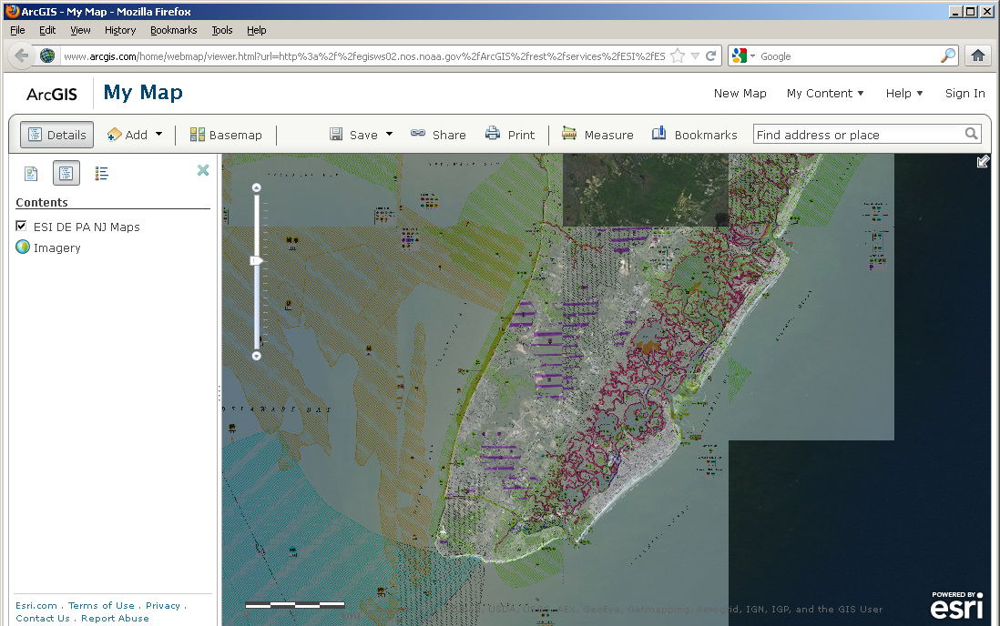 ArcGIS - My Map - Mozilla Firefox
File Edit View History Bookmarks Tools Help
www.arcgis.com/home/webmap/viewer.html?url=http%3a%2f%2fegisws02.nos.noaa.gov%2fArcGIS%2frest%2fservices%2fESI%2fES
Google
ArcGIS My Map New Map My Content Help Sign In
Details Add Basemap Save Share Print Measure Bookmarks Find address or place
Contents
ESI DE PA NJ Maps
Imagery
DELAWARE BAY
Esri.com . Terms of Use . Privacy .
Contact Us . Report Abuse
USDA, AEX, GeoEye, Getmapping, Aerogrid, IGN, IGP, and the GIS User
POWERED BY
esri